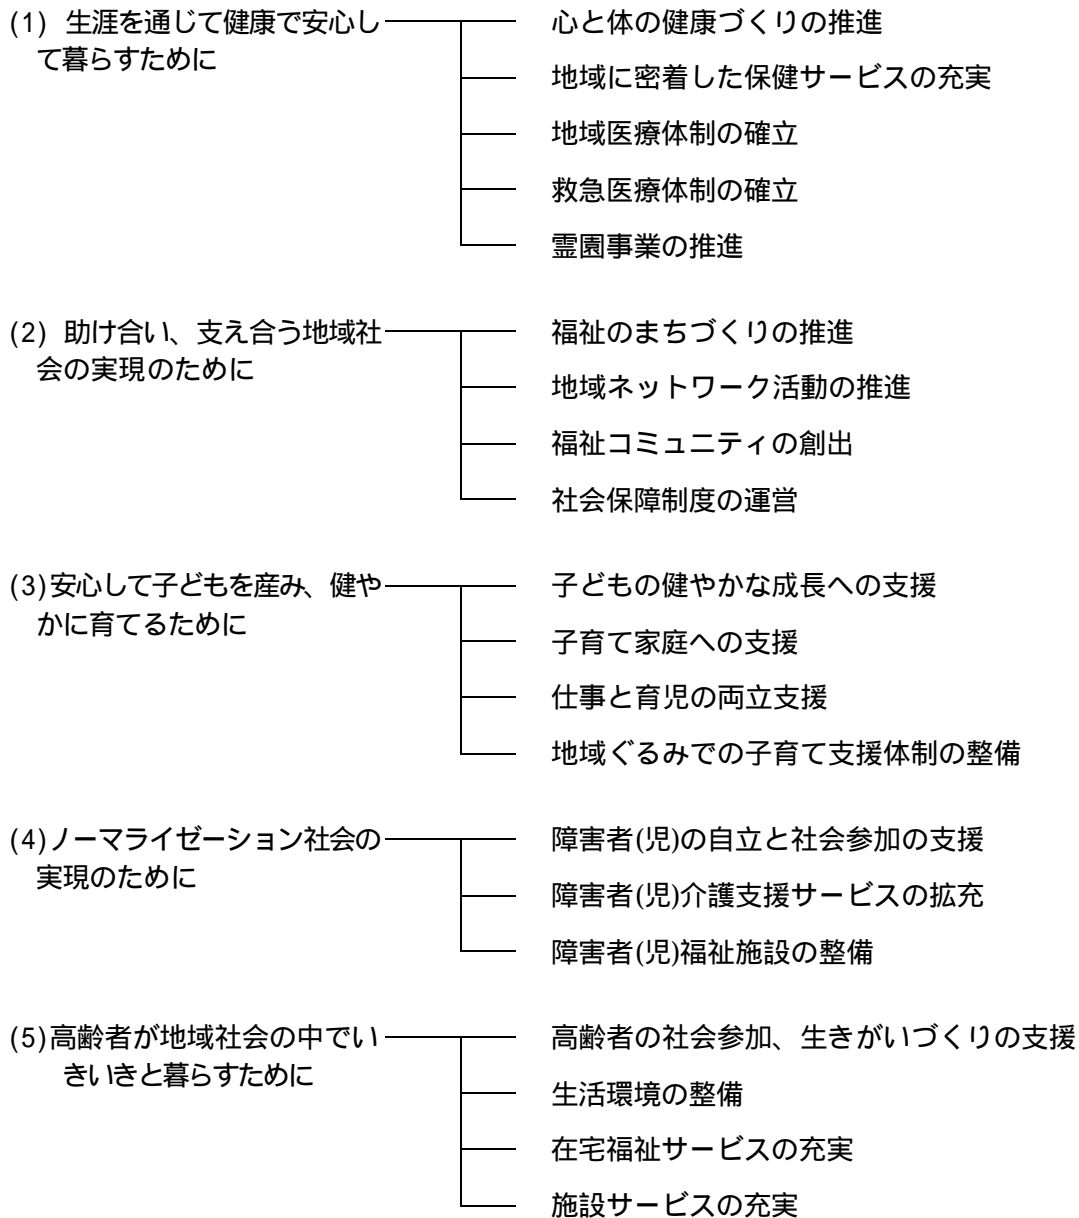 (1) 生涯を通じて健康で安心し
て暮らすために
心と体の健康づくりの推進
地域に密着した保健サービスの充実
地域医療体制の確立
救急医療体制の確立
霊園事業の推進
(2) 助け合い、支え合う地域社
会の実現のために
福祉のまちづくりの推進
地域ネットワーク活動の推進
福祉コミュニティの創出
社会保障制度の運営
(3)安心して子どもを産み、健や
かに育てるために
子どもの健やかな成長への支援
子育て家庭への支援
仕事と育児の両立支援
地域ぐるみでの子育て支援体制の整備
(4)ノーマライゼーション社会の
実現のために
障害者(児)の自立と社会参加の支援
障害者(児)介護支援サービスの拡充
障害者(児)福祉施設の整備
(5)高齢者が地域社会の中でい
きいきと暮らすために
高齢者の社会参加、生きがいづくりの支援
生活環境の整備
在宅福祉サービスの充実
施設サービスの充実